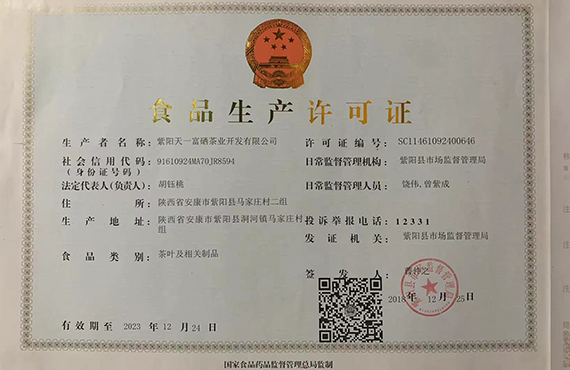 食品生产许可证
生产者名称： 紫阳天一富硒茶业开发有限公司
许可证编号： SC11461092400646
社会信用代码： 91610924MA70JR8594
（身份证号码）
日常监督管理机构： 紫阳县市场监督管理局
法定代表人(负责人)： 胡钰桃
日常监督管理人员： 饶伟,曾紫成
住所： 陕西省安康市紫阳县马家庄村二组
生产地址： 陕西省安康市紫阳县洞河镇马家庄村
组
投诉举报电话： 12331
发证机关： 紫阳县市场监督管理局
食品类别： 茶叶及相关制品
签发人：
2018年 12月 25日
有效期至 2023 年 12 月 24 日
国家食品药品监督管理总局监制